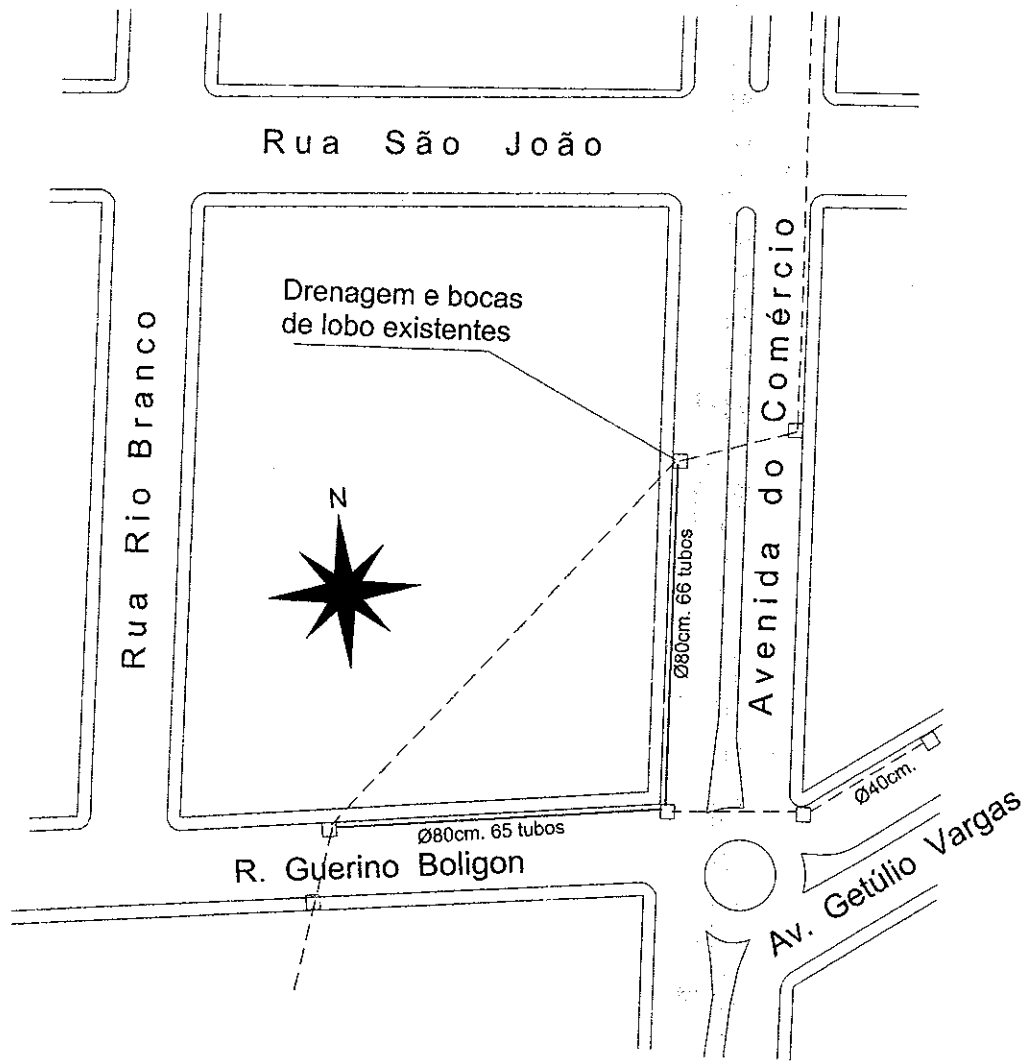 Rua São João
Drenagem e bocas
de lobo existentes
Rua Rio Branco
Avenida do Comércio
N
Ø80cm. 66 tubos
Ø40cm.
Ø80cm. 65 tubos
R. Guerino Boligon
Av. Getúlio Vargas